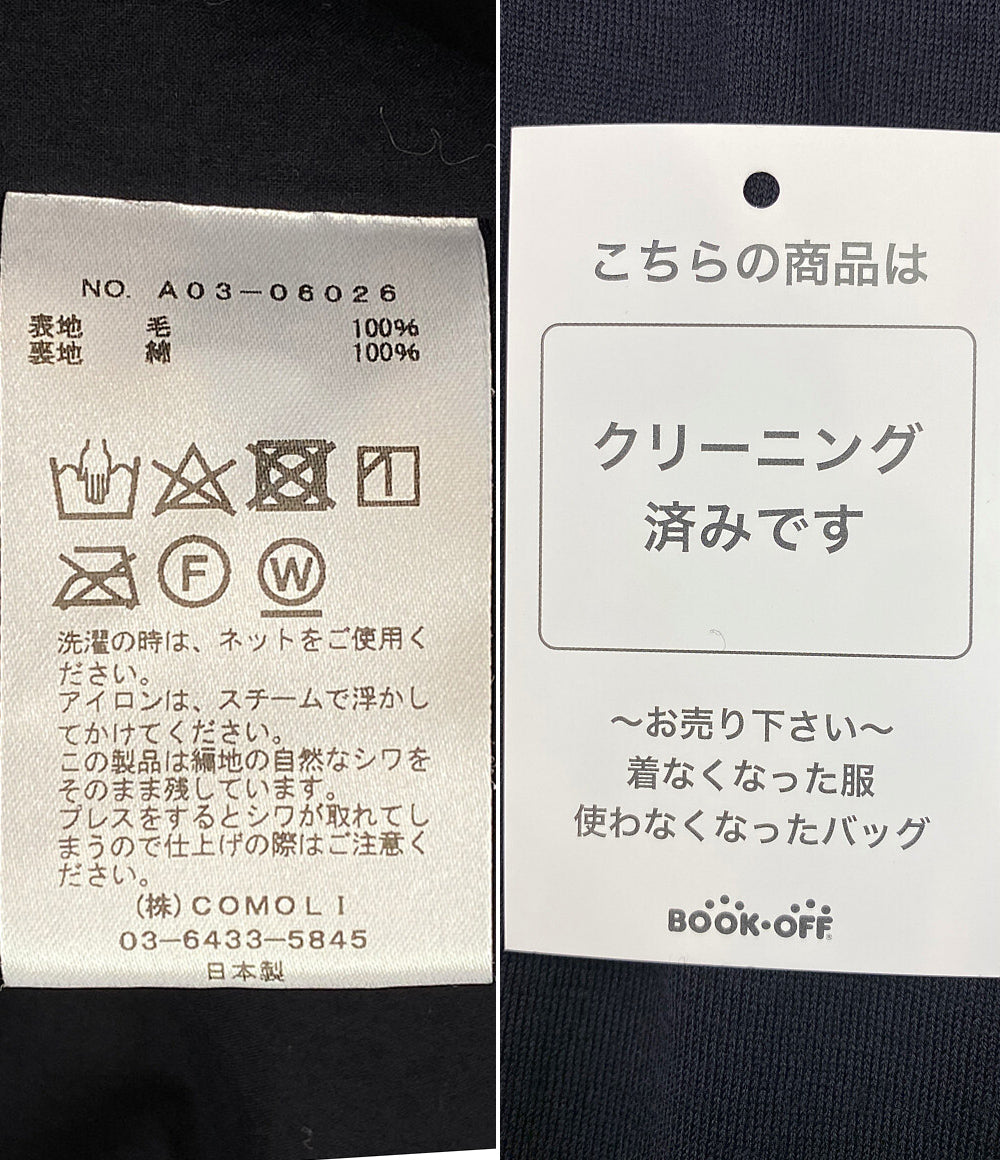 NO. A03-06026
表地 毛 100%
裏地 綿 100%
F W
洗濯の時は、ネットをご使用く
ださい。
アイロンは、スチームで浮かし
てかけてください。
この製品は編地の自然なシワを
そのまま残しています。
プレスをするとシワが取れてし
まうので仕上げの際はご注意く
ださい。
(株)COMOLI
03-6433-5845
日本製
こちらの商品は
クリーニング
済みです
～お売り下さい～
着なくなった服
使わなくなったバッグ
BOOK・OFF